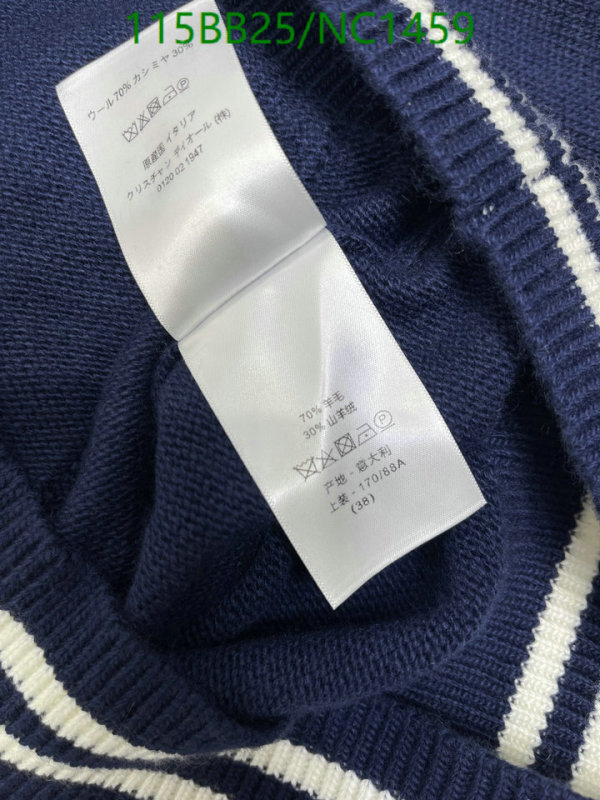 115BB25/NC1459
ウール70% カシミヤ 30%
原産国 イタリア
クリスチャン ディオール (株)
0120 02 1947
70% 羊毛
30% 山羊绒
产地 - 意大利
上装 - 170/88A
(38)